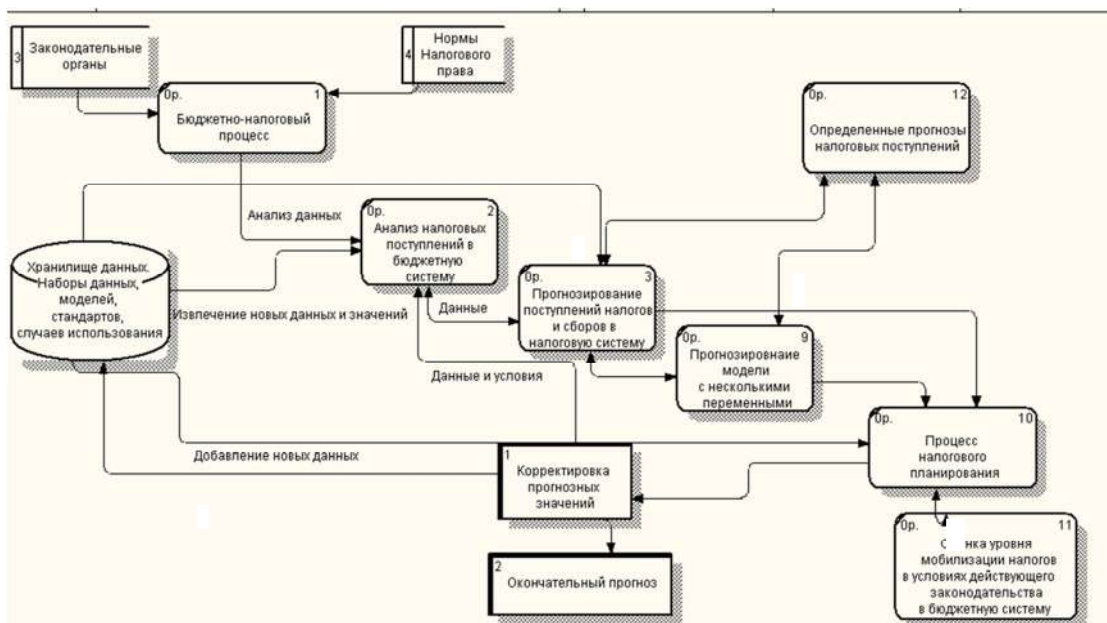 3
Законодательные
органы
4
Нормы
Налогового
права
0р. 1
Бюджетно-налоговый
процесс
0р. 12
Определенные прогнозы
налоговых поступлений
Анализ данных
0р. 2
Анализ налоговых
поступлений в
бюджетную
систему
Хранилище данных.
Наборы данных,
моделей,
стандартов,
случаев использования
Извлечение новых данных и значений
Данные
0р. 3
Прогнозирование
поступлений налогов
и сборов в
налоговую систему
0р. 9
Прогнозировнаие
модели
с несколькими
переменными
Данные и условия
0р. 10
Процесс
налогового
планирования
Добавление новых данных
1
Корректировка
прогнозных
значений
2
Окончательный прогноз
0р. 11
уровня
мобилизации налогов
в условиях действующего
законодательства
в бюджетную систему